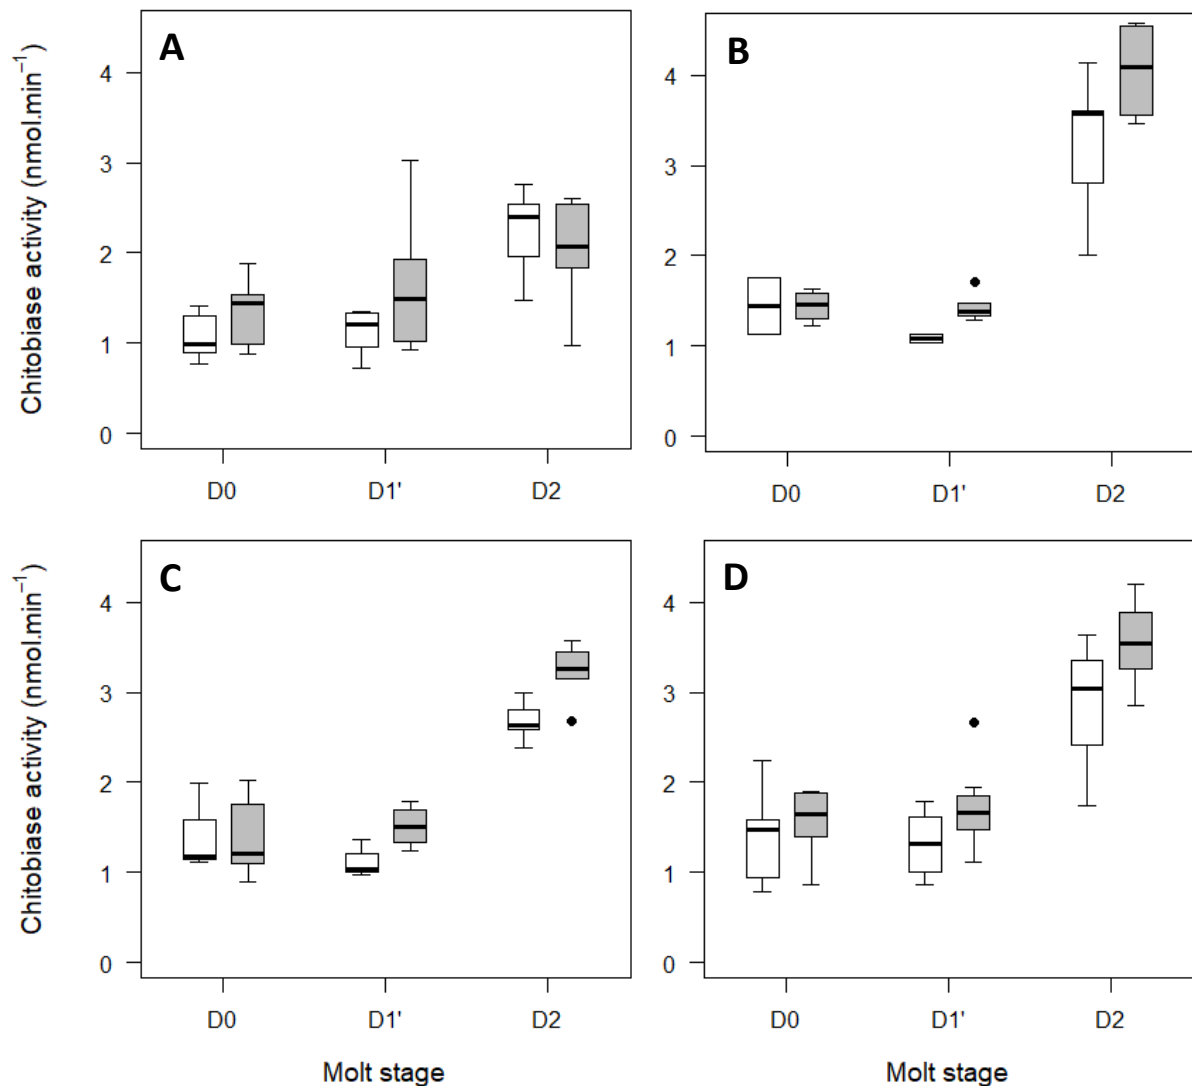 A
B
Chitobiase activity (nmol.min⁻¹)
4
3
2
1
0
4
3
2
1
0
D0 D1' D2
D0 D1' D2
C
D
Chitobiase activity (nmol.min⁻¹)
4
3
2
1
0
4
3
2
1
0
D0 D1' D2
D0 D1' D2
Molt stage
Molt stage